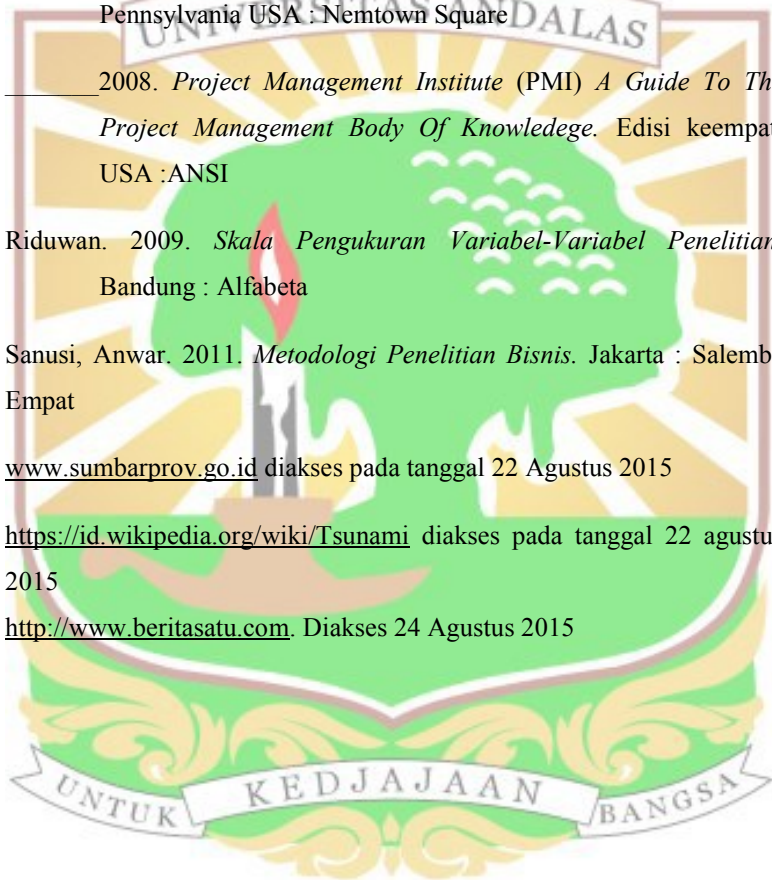 Pennsylvania USA : Nemtown Square
UNIVERSITAS ANDALAS
________2008. Project Management Institute (PMI) A Guide To Th
Project Management Body Of Knowledege. Edisi keempat
USA :ANSI
Riduwan. 2009. Skala Pengukuran Variabel-Variabel Penelitian
Bandung : Alfabeta
Sanusi, Anwar. 2011. Metodologi Penelitian Bisnis. Jakarta : Salemb
Empat
www.sumbarprov.go.id diakses pada tanggal 22 Agustus 2015
https://id.wikipedia.org/wiki/Tsunami diakses pada tanggal 22 agustu
2015
http://www.beritasatu.com. Diakses 24 Agustus 2015
UNTUK KEDJAJAAN BANGSA